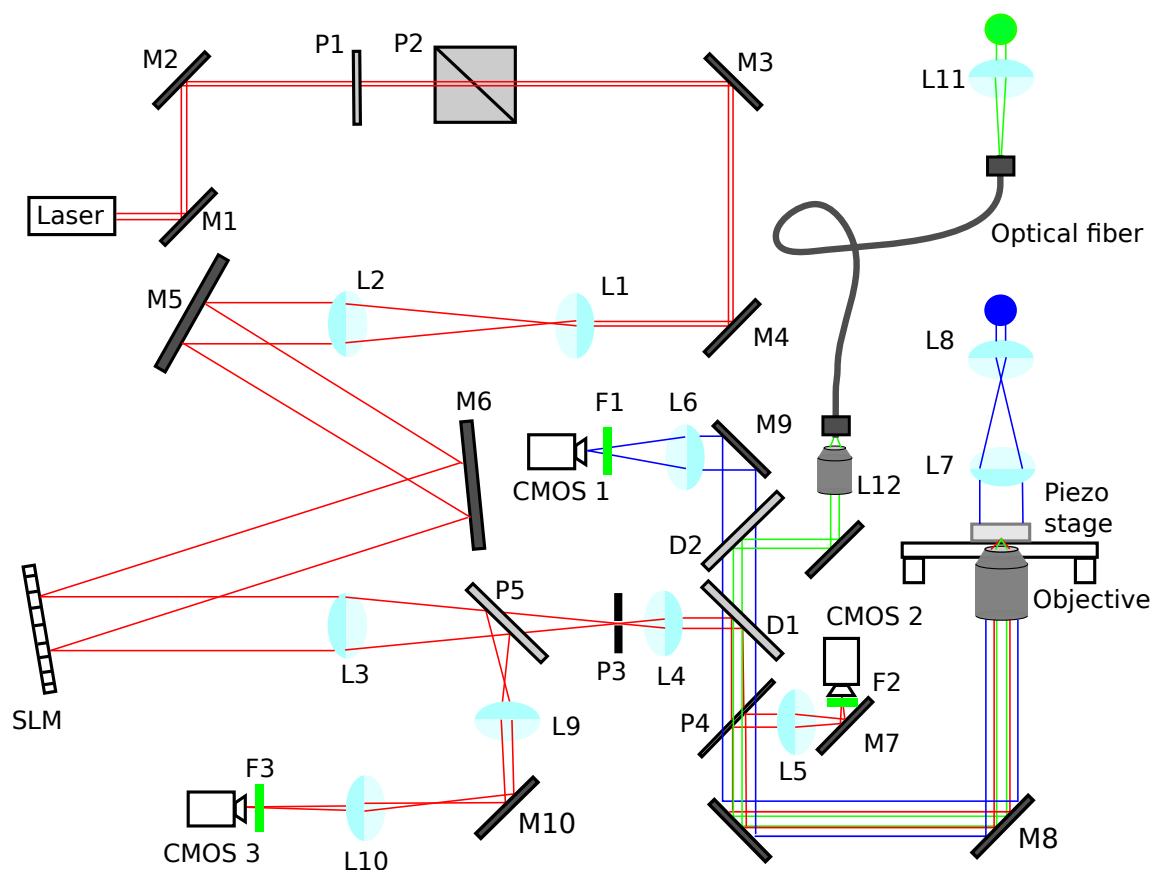 P1
P2
M2
M3
L11
Laser
M1
Optical fiber
M5
L2
L1
M4
L8
M6
F1
L6
M9
CMOS 1
L12
L7
Piezo
stage
D2
P5
Objective
D1
CMOS 2
P3
L4
L3
F2
SLM
P4
L9
M7
L5
F3
M10
M8
CMOS 3
L10